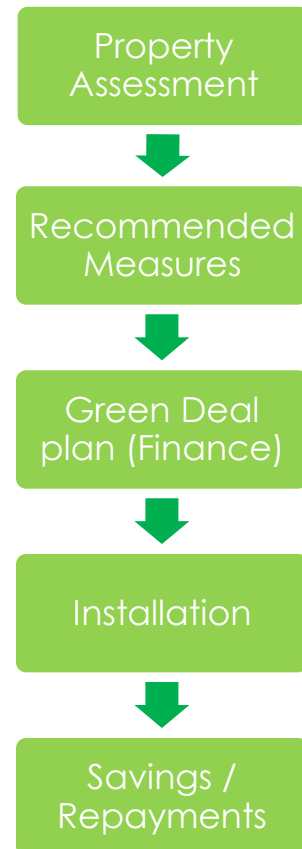 Property
Assessment
Recommended
Measures
Green Deal
plan (Finance)
Installation
Savings /
Repayments